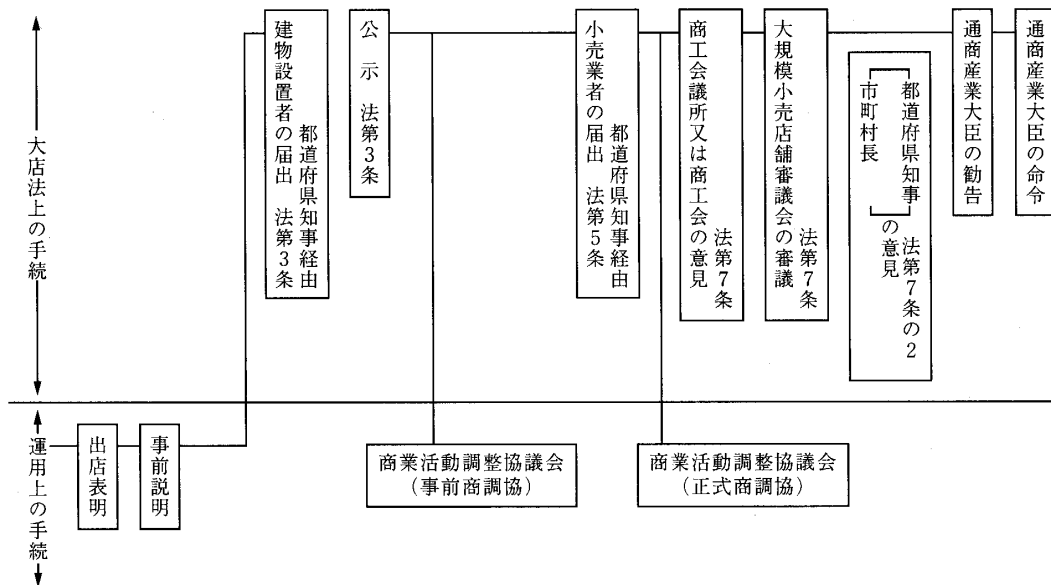 大店法上の手続
建物設置者の届出 法第3条
都道府県知事経由
公示 法第3条
小売業者の届出 法第5条
都道府県知事経由
商工会議所又は商工会の意見
法第7条
大規模小売店舗審議会の審議
法第7条
都道府県知事
市町村長
の意見
法第7条の2
通商産業大臣の勧告
通商産業大臣の命令
運用上の手続
出店表明
事前説明
商業活動調整協議会
（事前商調協）
商業活動調整協議会
（正式商調協）